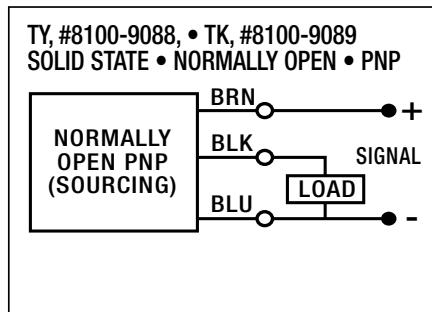 TY, #8100-9088, • TK, #8100-9089
SOLID STATE • NORMALLY OPEN • PNP
BRN
+
NORMALLY
OPEN PNP
(SOURCING)
BLK
SIGNAL
LOAD
BLU
-